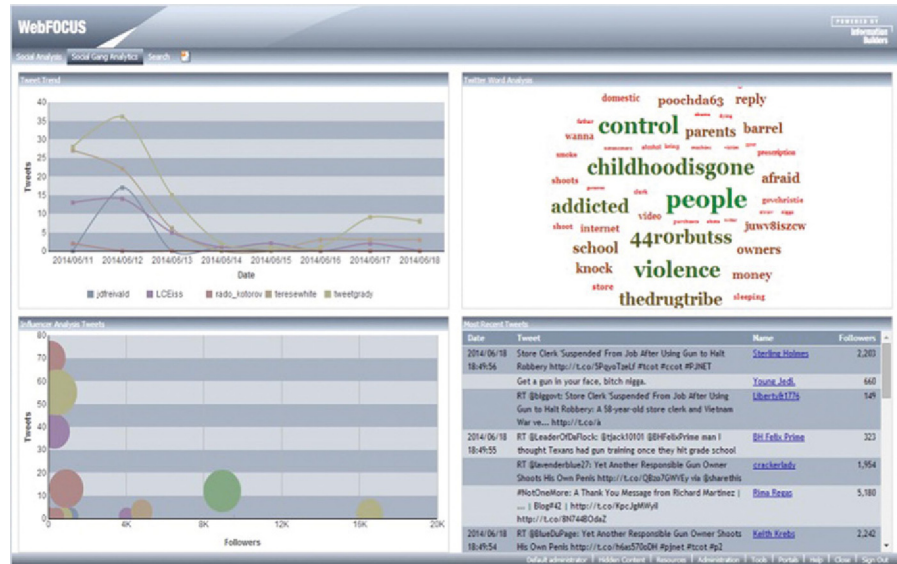 WebFOCUS
POWERED BY
Information
Builders
Social Analysis Social Gang Analytics Search
Tweet Trend
40
35
30
25
20
15
10
5
0
Tweets
2014/06/11 2014/06/12 2014/06/13 2014/06/14 2014/06/15 2014/06/16 2014/06/17 2014/06/18
Date
jdfreivald LCEiss rado_kotorov teresewhite tweetgrady
Twitter Word Analysis
domestic poochda63 reply
wanna control parents barrel
smoke prescription
childhoodisgone
shoots afraid
addicted people govchristie
video
shoot internet 44rorbutss juwv8iszcw
school owners
knock violence money
store
thedrugtribe sleeping
Influencer Analysis Tweets
80
70
60
50
40
30
20
10
0
Tweets
0 4K 8K 12K 16K 20K
Followers
Most Recent Tweets
Date Tweet Name Followers
2014/06/18 Store Clerk 'Suspended' From Job After Using Gun to Halt Sterling Holmes 2,203
18:49:56 Robbery http://t.co/5PqyoTzeLf #tcot #ccot #PJNET
Get a gun in your face, bitch nigga. Young Jedi. 660
RT @biggovt: Store Clerk 'Suspended' From Job After Using Liberty&1776 149
Gun to Halt Robbery: A 58-year-old store clerk and Vietnam
War ve... http://t.co/a
2014/06/18 RT @LeaderOfDaFlock: @tjack10101 @BHFelixPrime man I BH Felix Prime 323
18:49:55 thought Texans had gun training once they hit grade school
RT @lavenderblue27: Yet Another Responsible Gun Owner crackerlady 1,954
Shoots His Own Penis http://t.co/QBzo7GWVEy via @sharethis
#NotOneMore: A Thank You Message from Richard Martinez | Rima Regas 5,180
... | Blog#42 | http://t.co/KpcJgMWyIl
http://t.co/8N744BOdaZ
2014/06/18 RT @BlueDuPage: Yet Another Responsible Gun Owner Shoots Keith Krebs 2,242
18:49:54 His Own Penis http://t.co/h6as570oDH #pjnet #tcot #p2
Default administrator | Hidden Content | Resources | Administration | Tools | Portals | Help | Close | Sign Out